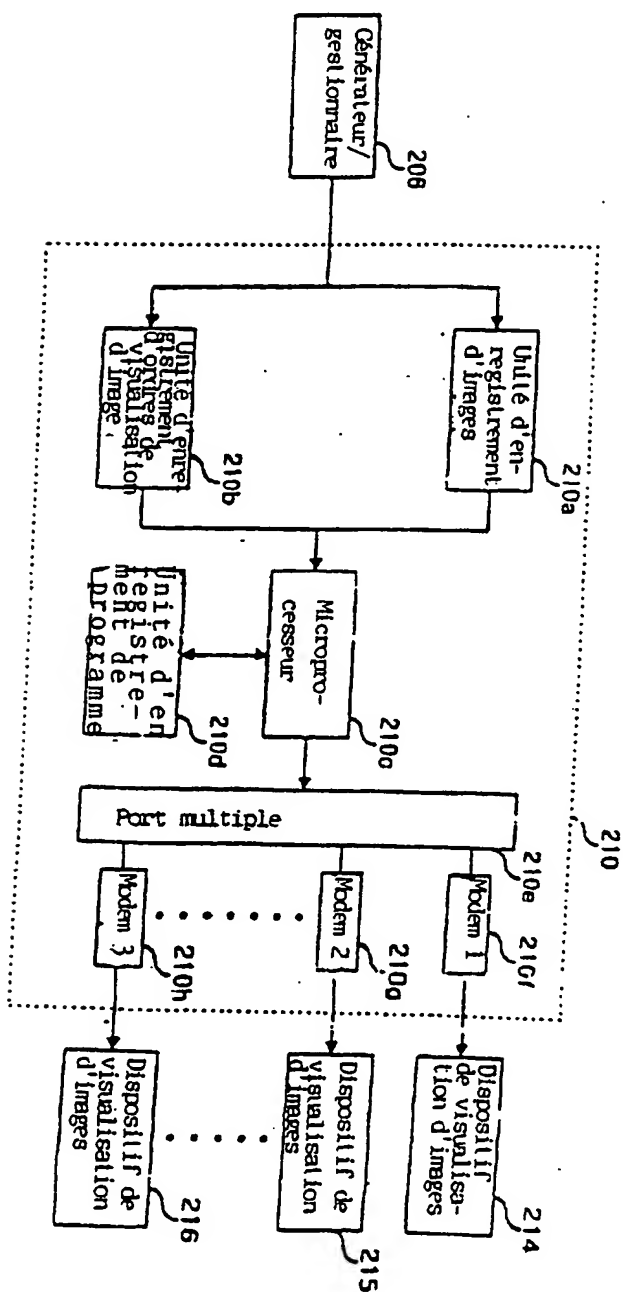 Générateur/
gestionnaire
208
210
Unité d'en-
registrement
d'images
210a
Unité d'enre-
gistrement
d'ordres de
visualisation
d'image
210b
Micropro-
cesseur
210c
Unité d'en
registre-
ment de
programme
210d
Port multiple
210e
Modem 1
210f
Modem 2
210g
Modem 3
210h
Dispositif
de visualisa-
tion d'images
214
Dispositif de
visualisation
d'images
215
Dispositif de
visualisation
d'images
216